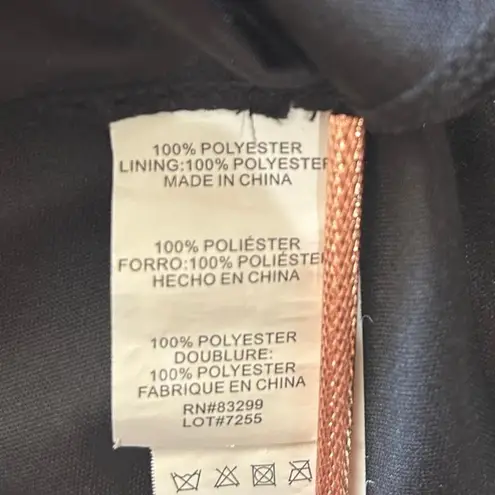 100% POLYESTER
LINING:100% POLYESTER
MADE IN CHINA
100% POLIÉSTER
FORRO:100% POLIÉSTE
HECHO EN CHINA
100% POLYESTER
DOUBLURE:
100% POLYESTER
FABRIQUE EN CHINA
RN#83299
LOT#7255